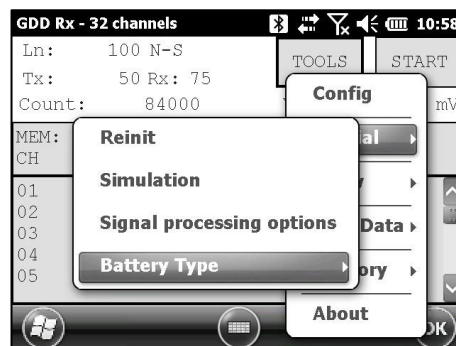 GDD Rx - 32 channels 10:58
Ln: 100 N-S
Tx: 50 Rx: 75
Count: 84000
TOOLS
START
mV
MEM:
CH
01
02
03
04
05
Config
Reinit
Simulation
Signal processing options
Battery Type
Data
About